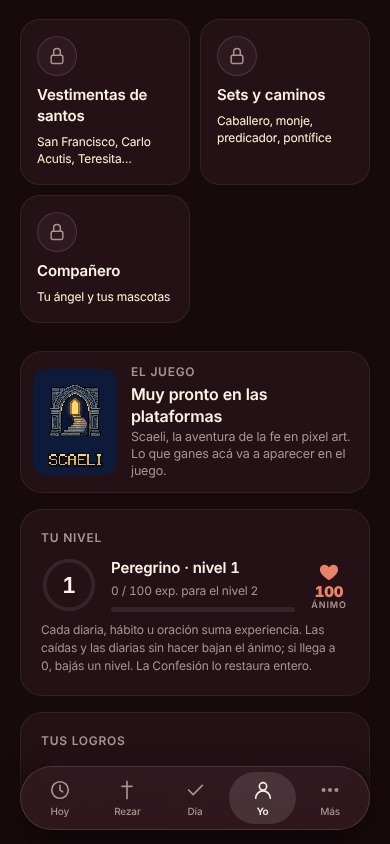 Vestimentas de
santos
San Francisco, Carlo
Acutis, Teresita...
Sets y caminos
Caballero, monje,
predicador, pontífice
Compañero
Tu ángel y tus mascotas
SCAELI
EL JUEGO
Muy pronto en las
plataformas
Scaeli, la aventura de la fe en pixel art.
Lo que ganes acá va a aparecer en el
juego.
TU NIVEL
1
Peregrino · nivel 1
0 / 100 exp. para el nivel 2
100
ÁNIMO
Cada diaria, hábito u oración suma experiencia. Las
caídas y las diarias sin hacer bajan el ánimo; si llega a
0, bajás un nivel. La Confesión lo restaura entero.
TUS LOGROS
Hoy
Rezar
Día
Yo
Más